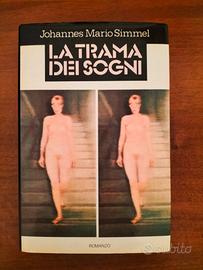 Johannes Mario Simmel
LA TRAMA
DEI SOGNI
ROMANZO
subito